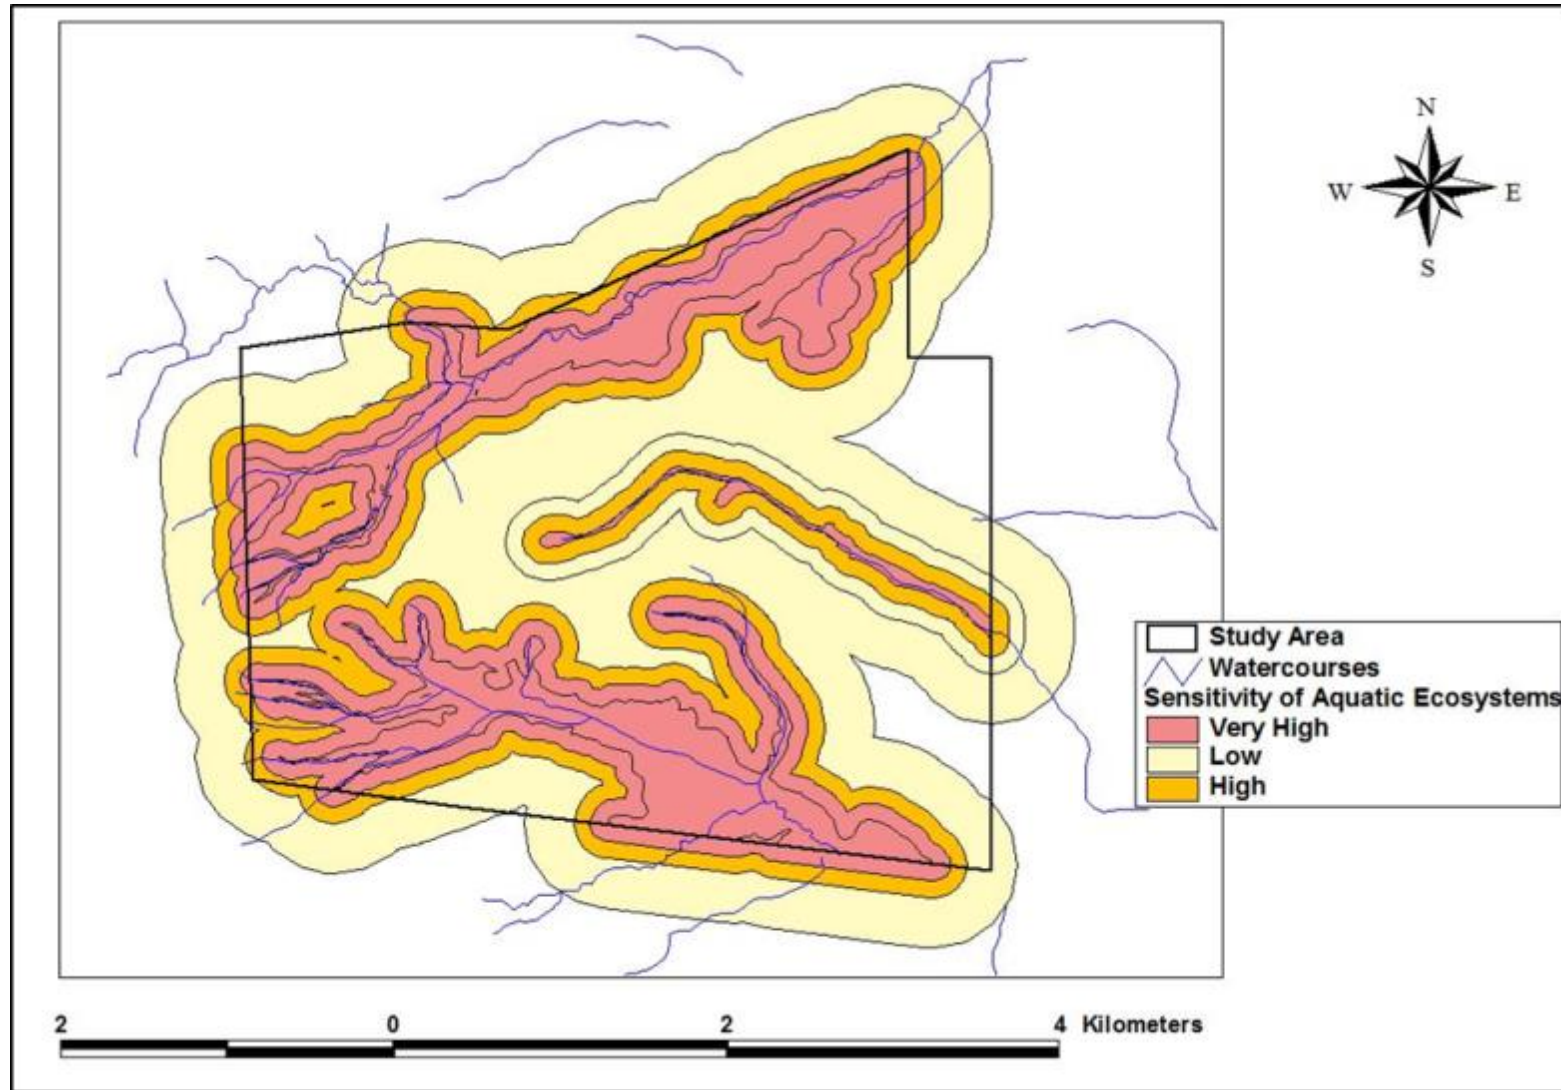 N
W E
S
Study Area
Watercourses
Sensitivity of Aquatic Ecosystems
Very High
Low
High
2 0 2 4 Kilometers